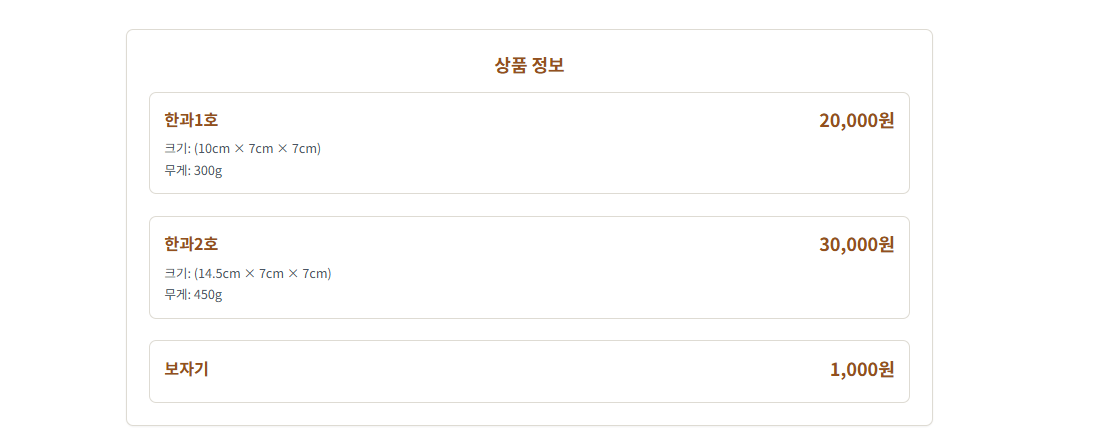 상품 정보
한과1호 20,000원
크기: (10cm × 7cm × 7cm)
무게: 300g
한과2호 30,000원
크기: (14.5cm × 7cm × 7cm)
무게: 450g
보자기 1,000원